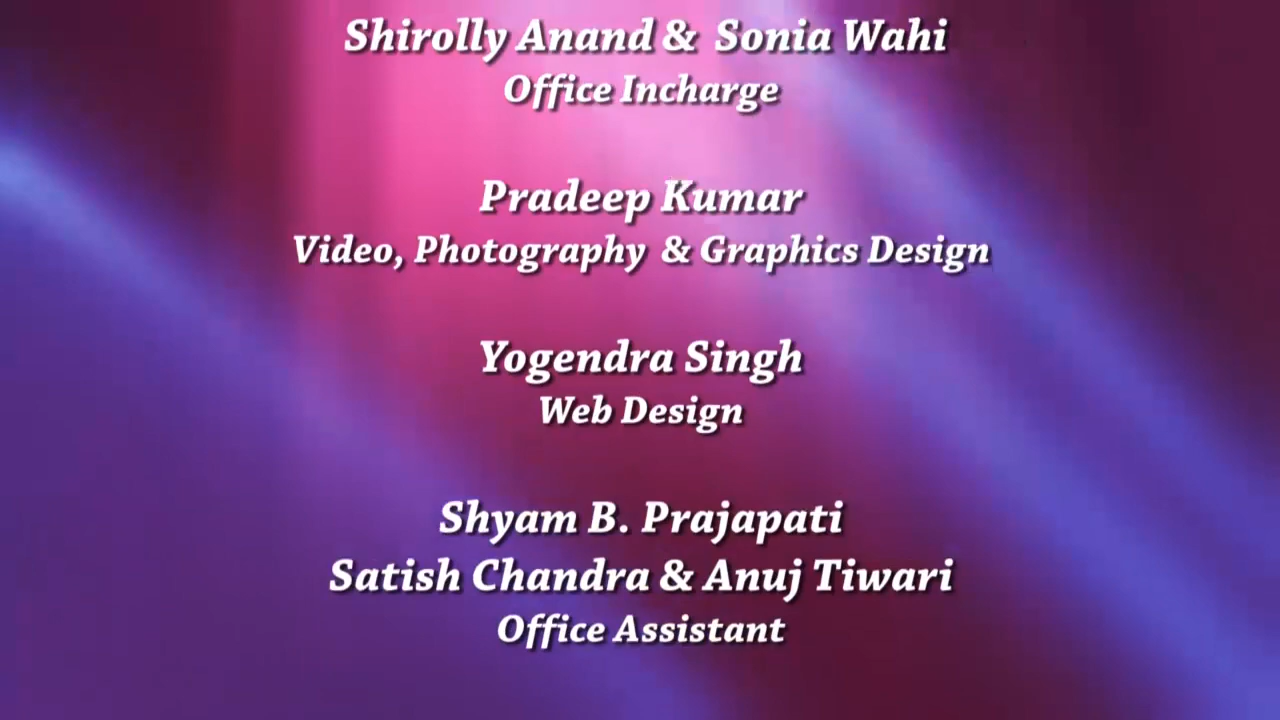 Shirolly Anand & Sonia Wahi
Office Incharge
Pradeep Kumar
Video, Photography & Graphics Design
Yogendra Singh
Web Design
Shyam B. Prajapati
Satish Chandra & Anuj Tiwari
Office Assistant